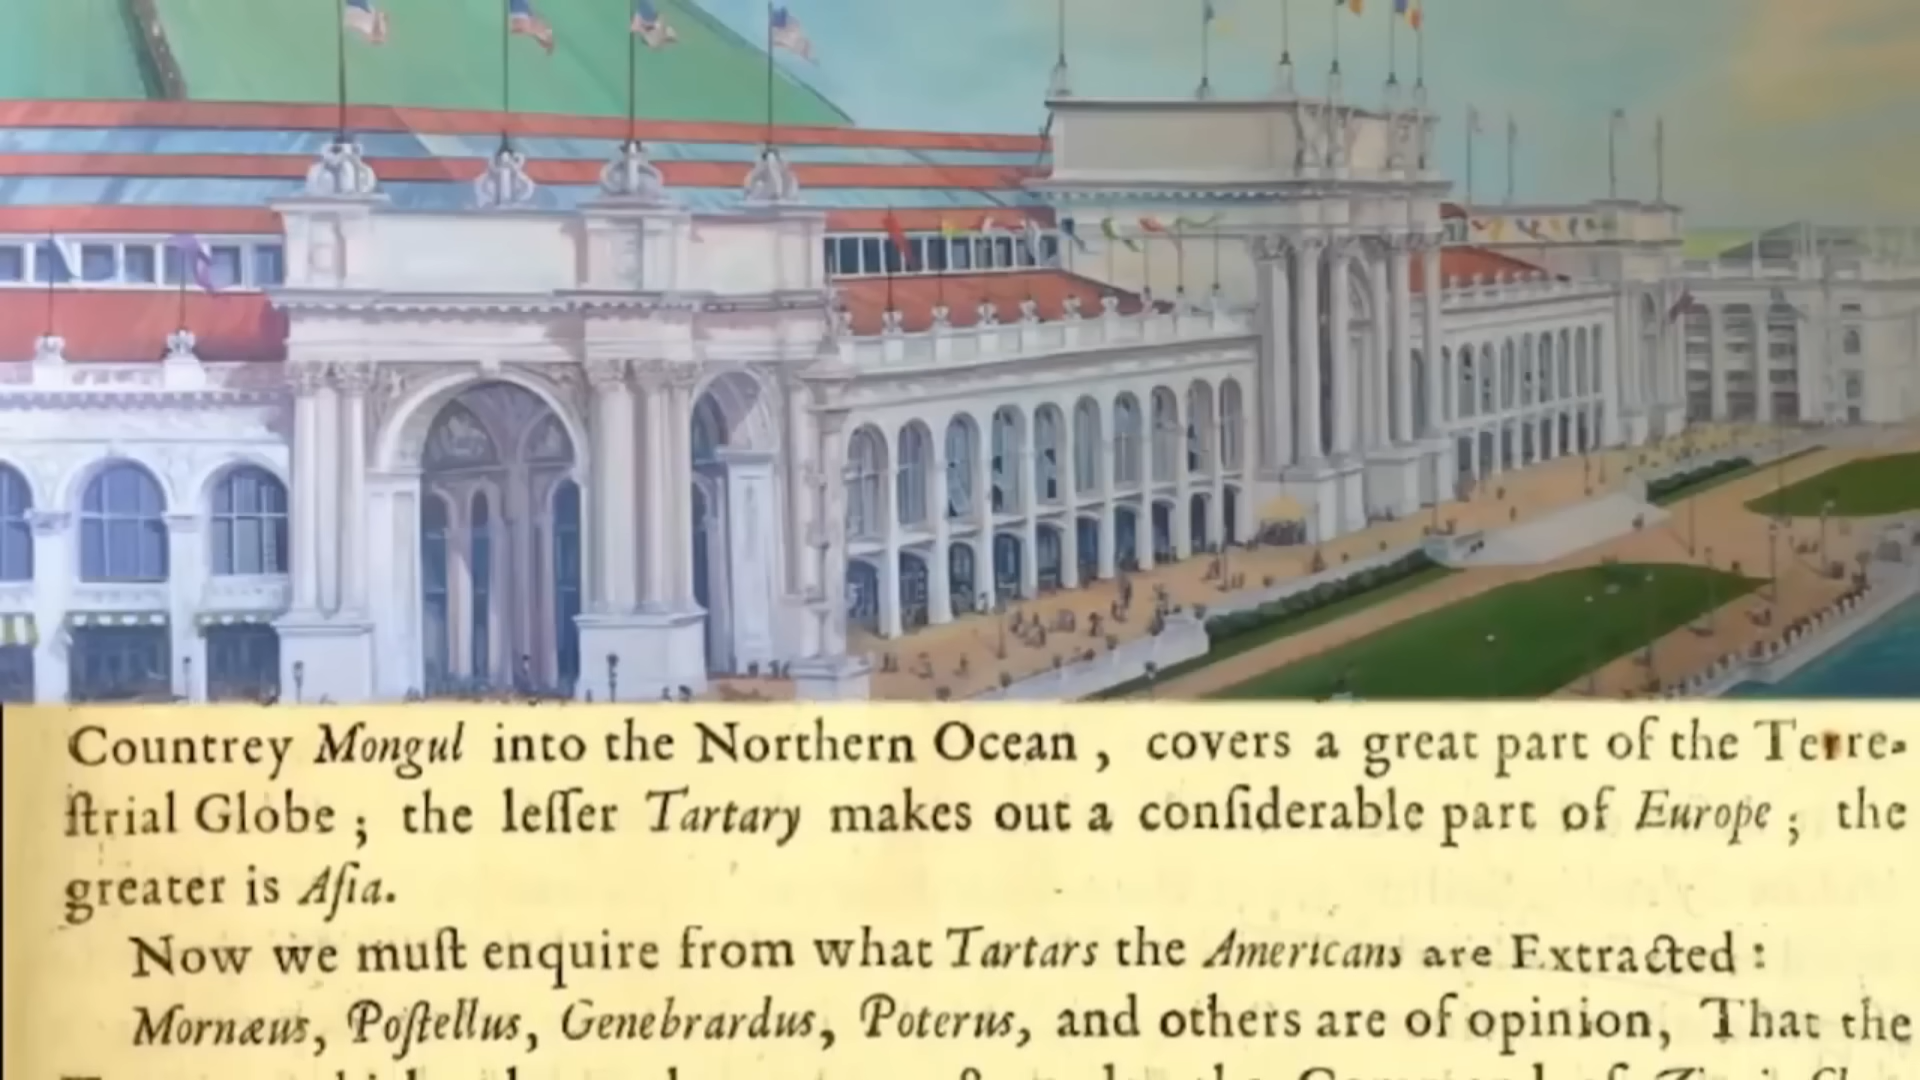 Countrey Mongul into the Northern Ocean, covers a great part of the Terre-
ſtrial Globe; the leſſer Tartary makes out a conſiderable part of Europe; the
greater is Aſia.
Now we muſt enquire from what Tartars the Americans are Extracted:
Mornæus, Poſtellus, Genebrardus, Poterus, and others are of opinion, That the